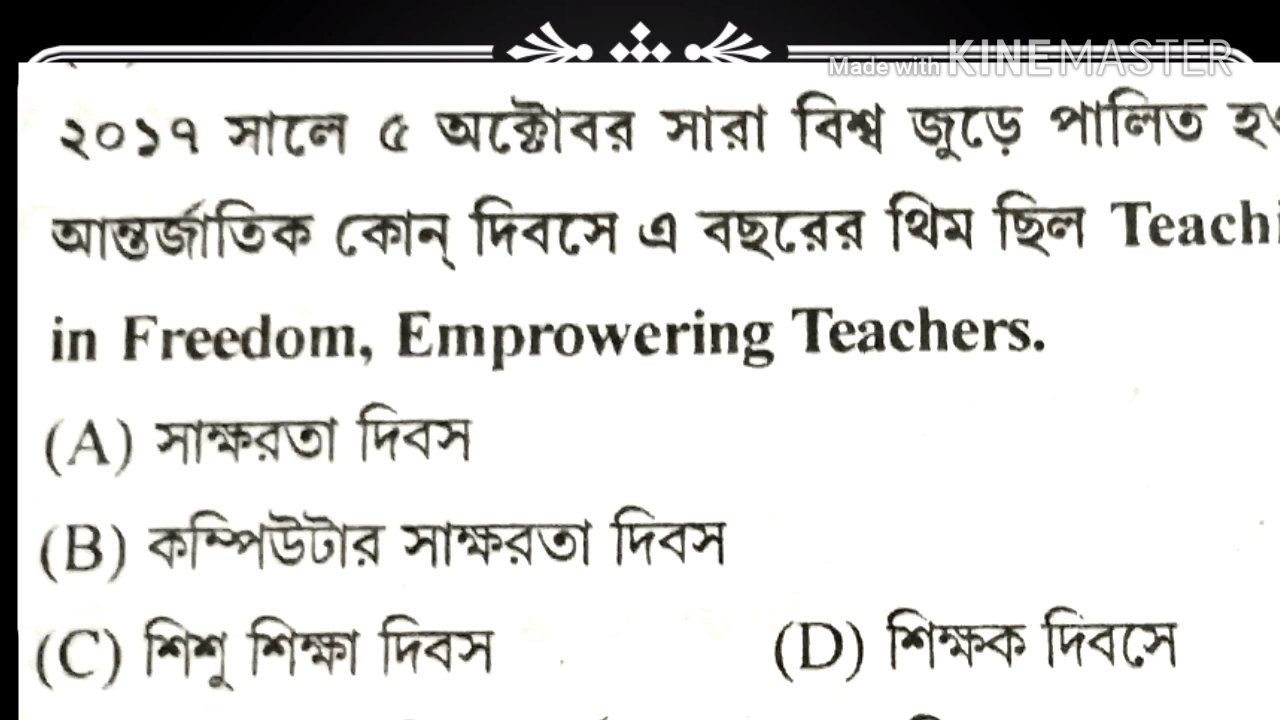 Made with KINEMASTER
২০১৭ সালে ৫ অক্টোবর সারা বিশ্ব জুড়ে পালিত
আন্তর্জাতিক কোন্ দিবসে এ বছরের থিম ছিল Teachi
in Freedom, Emprowering Teachers.
(A) সাক্ষরতা দিবস
(B) কম্পিউটার সাক্ষরতা দিবস
(C) শিশু শিক্ষা দিবস (D) শিক্ষক দিবসে